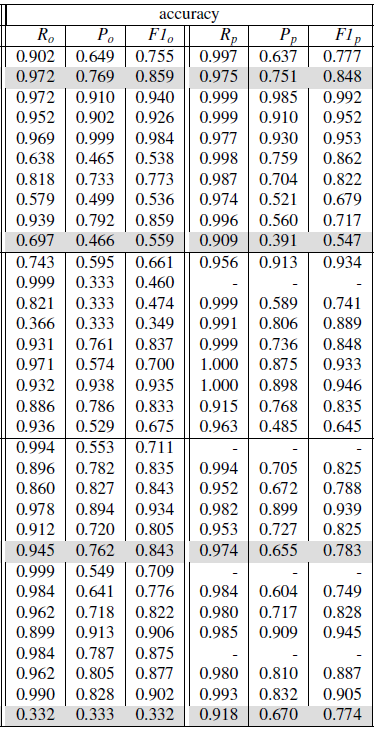 accuracy
Ro Po F1o Rp Pp F1p
0.902 0.649 0.755 0.997 0.637 0.777
0.972 0.769 0.859 0.975 0.751 0.848
0.972 0.910 0.940 0.999 0.985 0.992
0.952 0.902 0.926 0.999 0.910 0.952
0.969 0.999 0.984 0.977 0.930 0.953
0.638 0.465 0.538 0.998 0.759 0.862
0.818 0.733 0.773 0.987 0.704 0.822
0.579 0.499 0.536 0.974 0.521 0.679
0.939 0.792 0.859 0.996 0.560 0.717
0.697 0.466 0.559 0.909 0.391 0.547
0.743 0.595 0.661 0.956 0.913 0.934
0.999 0.333 0.460 - - -
0.821 0.333 0.474 0.999 0.589 0.741
0.366 0.333 0.349 0.991 0.806 0.889
0.931 0.761 0.837 0.999 0.736 0.848
0.971 0.574 0.700 1.000 0.875 0.933
0.932 0.938 0.935 1.000 0.898 0.946
0.886 0.786 0.833 0.915 0.768 0.835
0.936 0.529 0.675 0.963 0.485 0.645
0.994 0.553 0.711 - - -
0.896 0.782 0.835 0.994 0.705 0.825
0.860 0.827 0.843 0.952 0.672 0.788
0.978 0.894 0.934 0.982 0.899 0.939
0.912 0.720 0.805 0.953 0.727 0.825
0.945 0.762 0.843 0.974 0.655 0.783
0.999 0.549 0.709 - - -
0.984 0.641 0.776 0.984 0.604 0.749
0.962 0.718 0.822 0.980 0.717 0.828
0.899 0.913 0.906 0.985 0.909 0.945
0.984 0.787 0.875 - - -
0.962 0.805 0.877 0.980 0.810 0.887
0.990 0.828 0.902 0.993 0.832 0.905
0.332 0.333 0.332 0.918 0.670 0.774